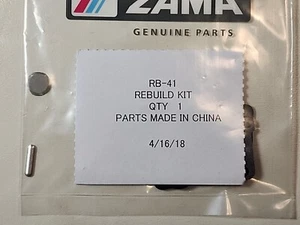 ZAMA
GENUINE PARTS
RB-41
REBUILD KIT
QTY 1
PARTS MADE IN CHINA
4/16/18